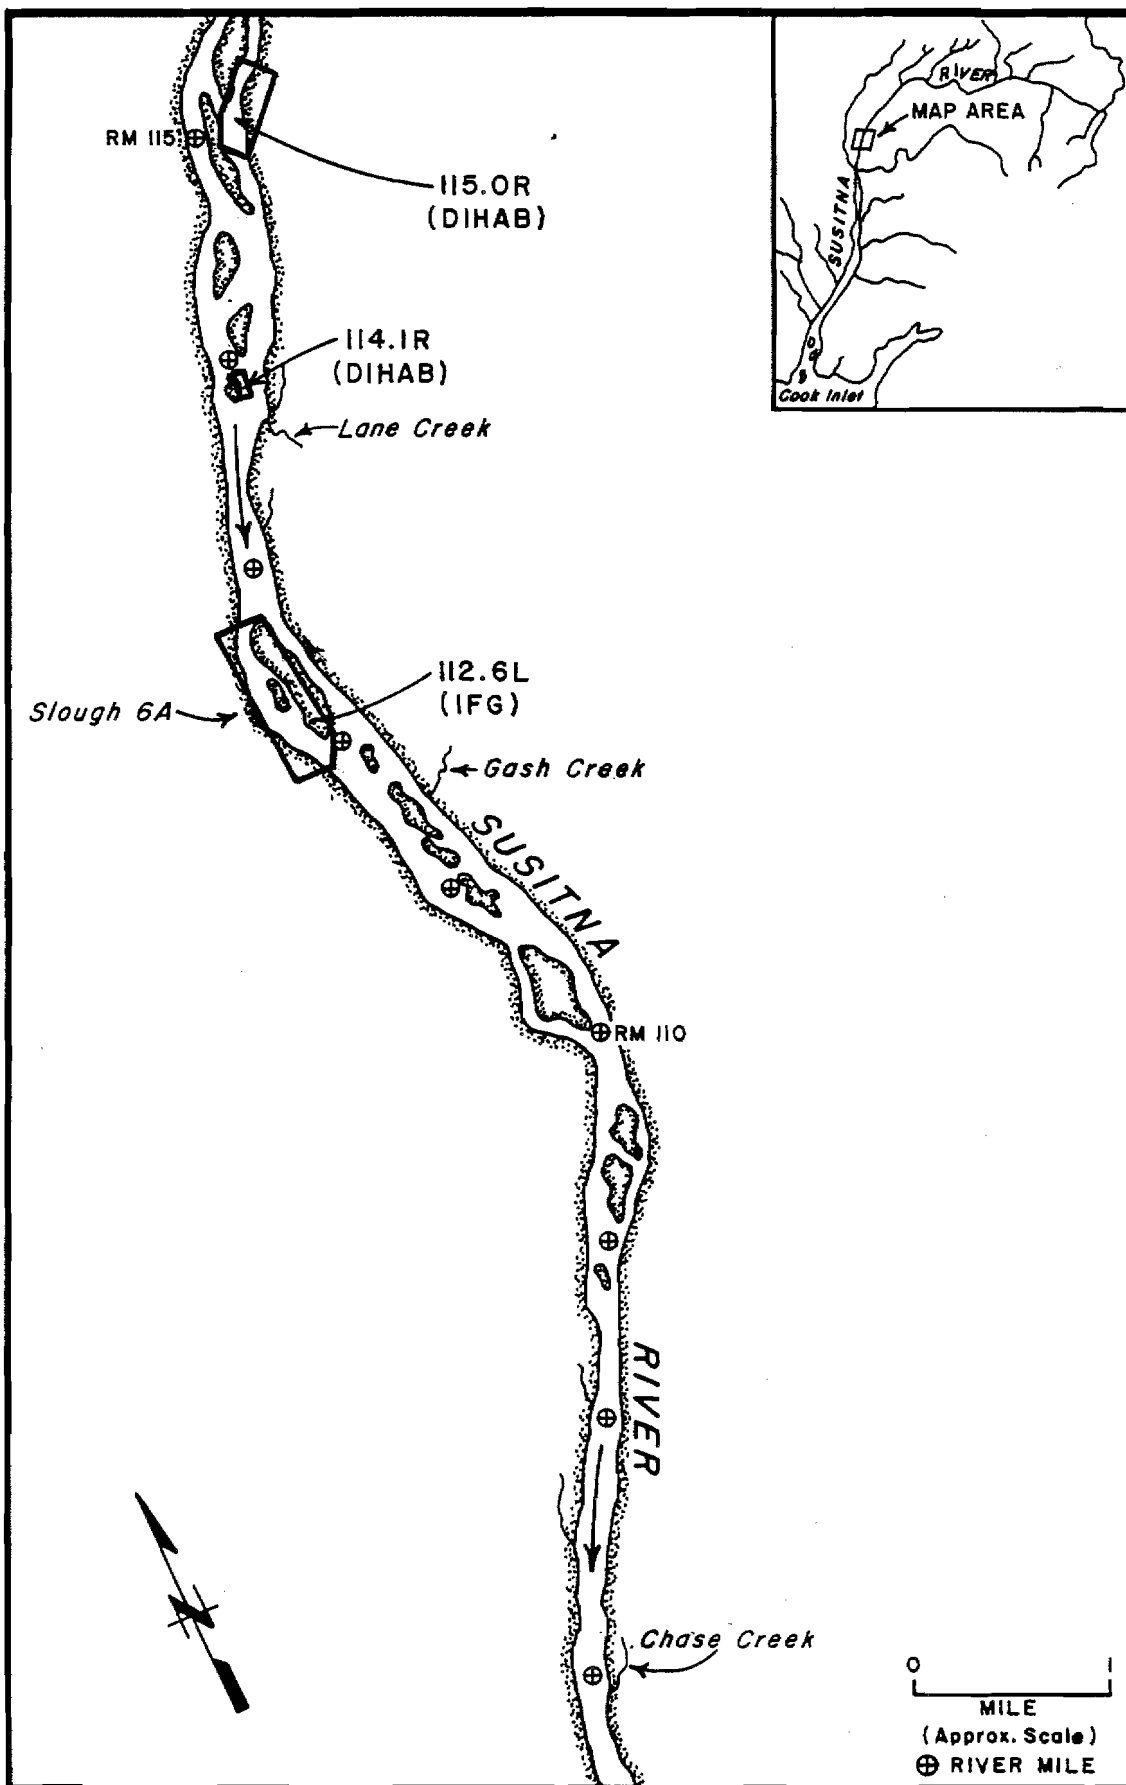 RIVER
MAP AREA
SUSITNA
Cook Inlet
RM 115
115.0R
(DIHAB)
114.1R
(DIHAB)
Lane Creek
112.6L
(IFG)
Slough 6A
Gash Creek
SUSITNA
RM 110
RIVER
N
Chase Creek
0 1
MILE
(Approx. Scale)
RIVER MILE